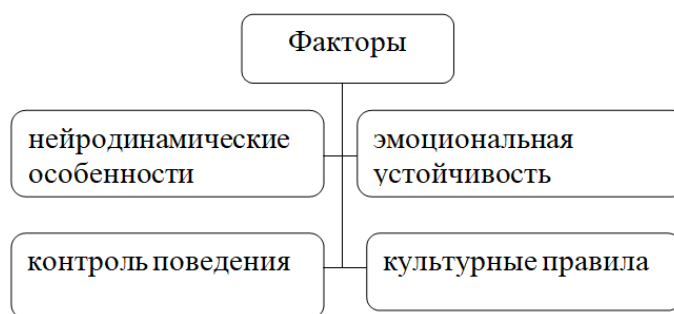 Факторы
нейродинамические
особенности
эмоциональная
устойчивость
контроль поведения
культурные правила